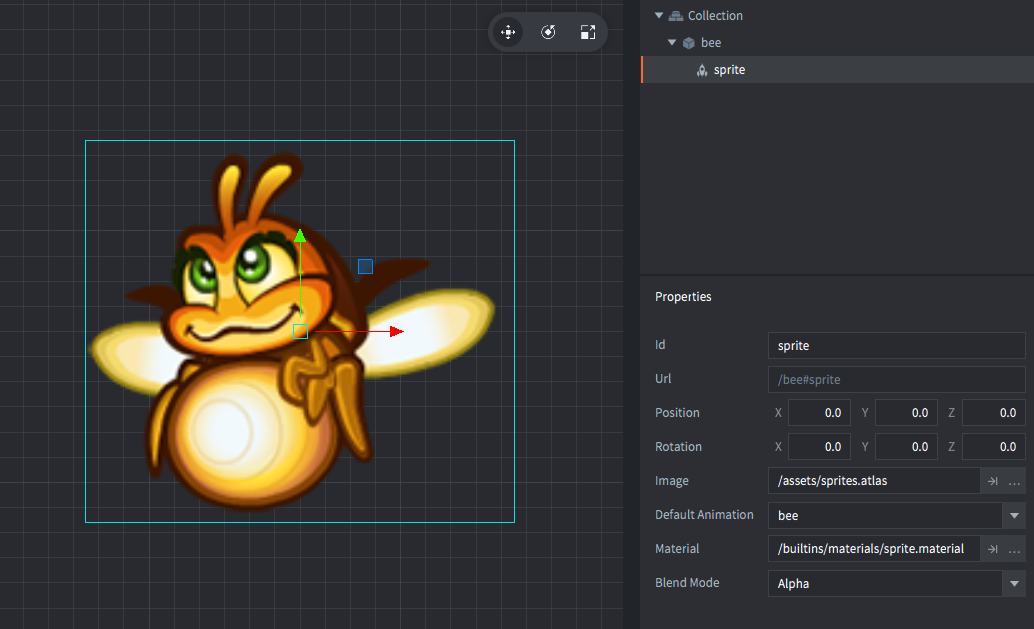 Collection
bee
sprite
Properties
Id sprite
Url /bee#sprite
Position X 0.0 Y 0.0 Z 0.0
Rotation X 0.0 Y 0.0 Z 0.0
Image /assets/sprites.atlas ...
Default Animation bee
Material /builtins/materials/sprite.material ...
Blend Mode Alpha